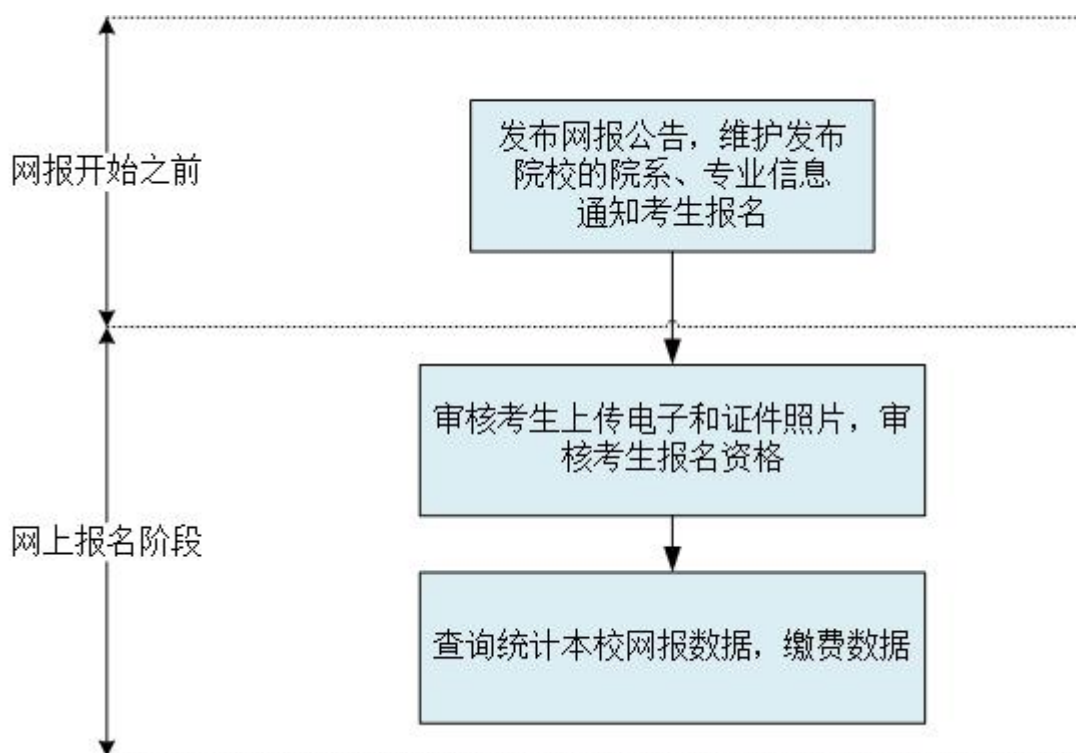 网报开始之前
发布网报公告，维护发布
院校的院系、专业信息
通知考生报名
网上报名阶段
审核考生上传电子和证件照片，审
核考生报名资格
查询统计本校网报数据，缴费数据